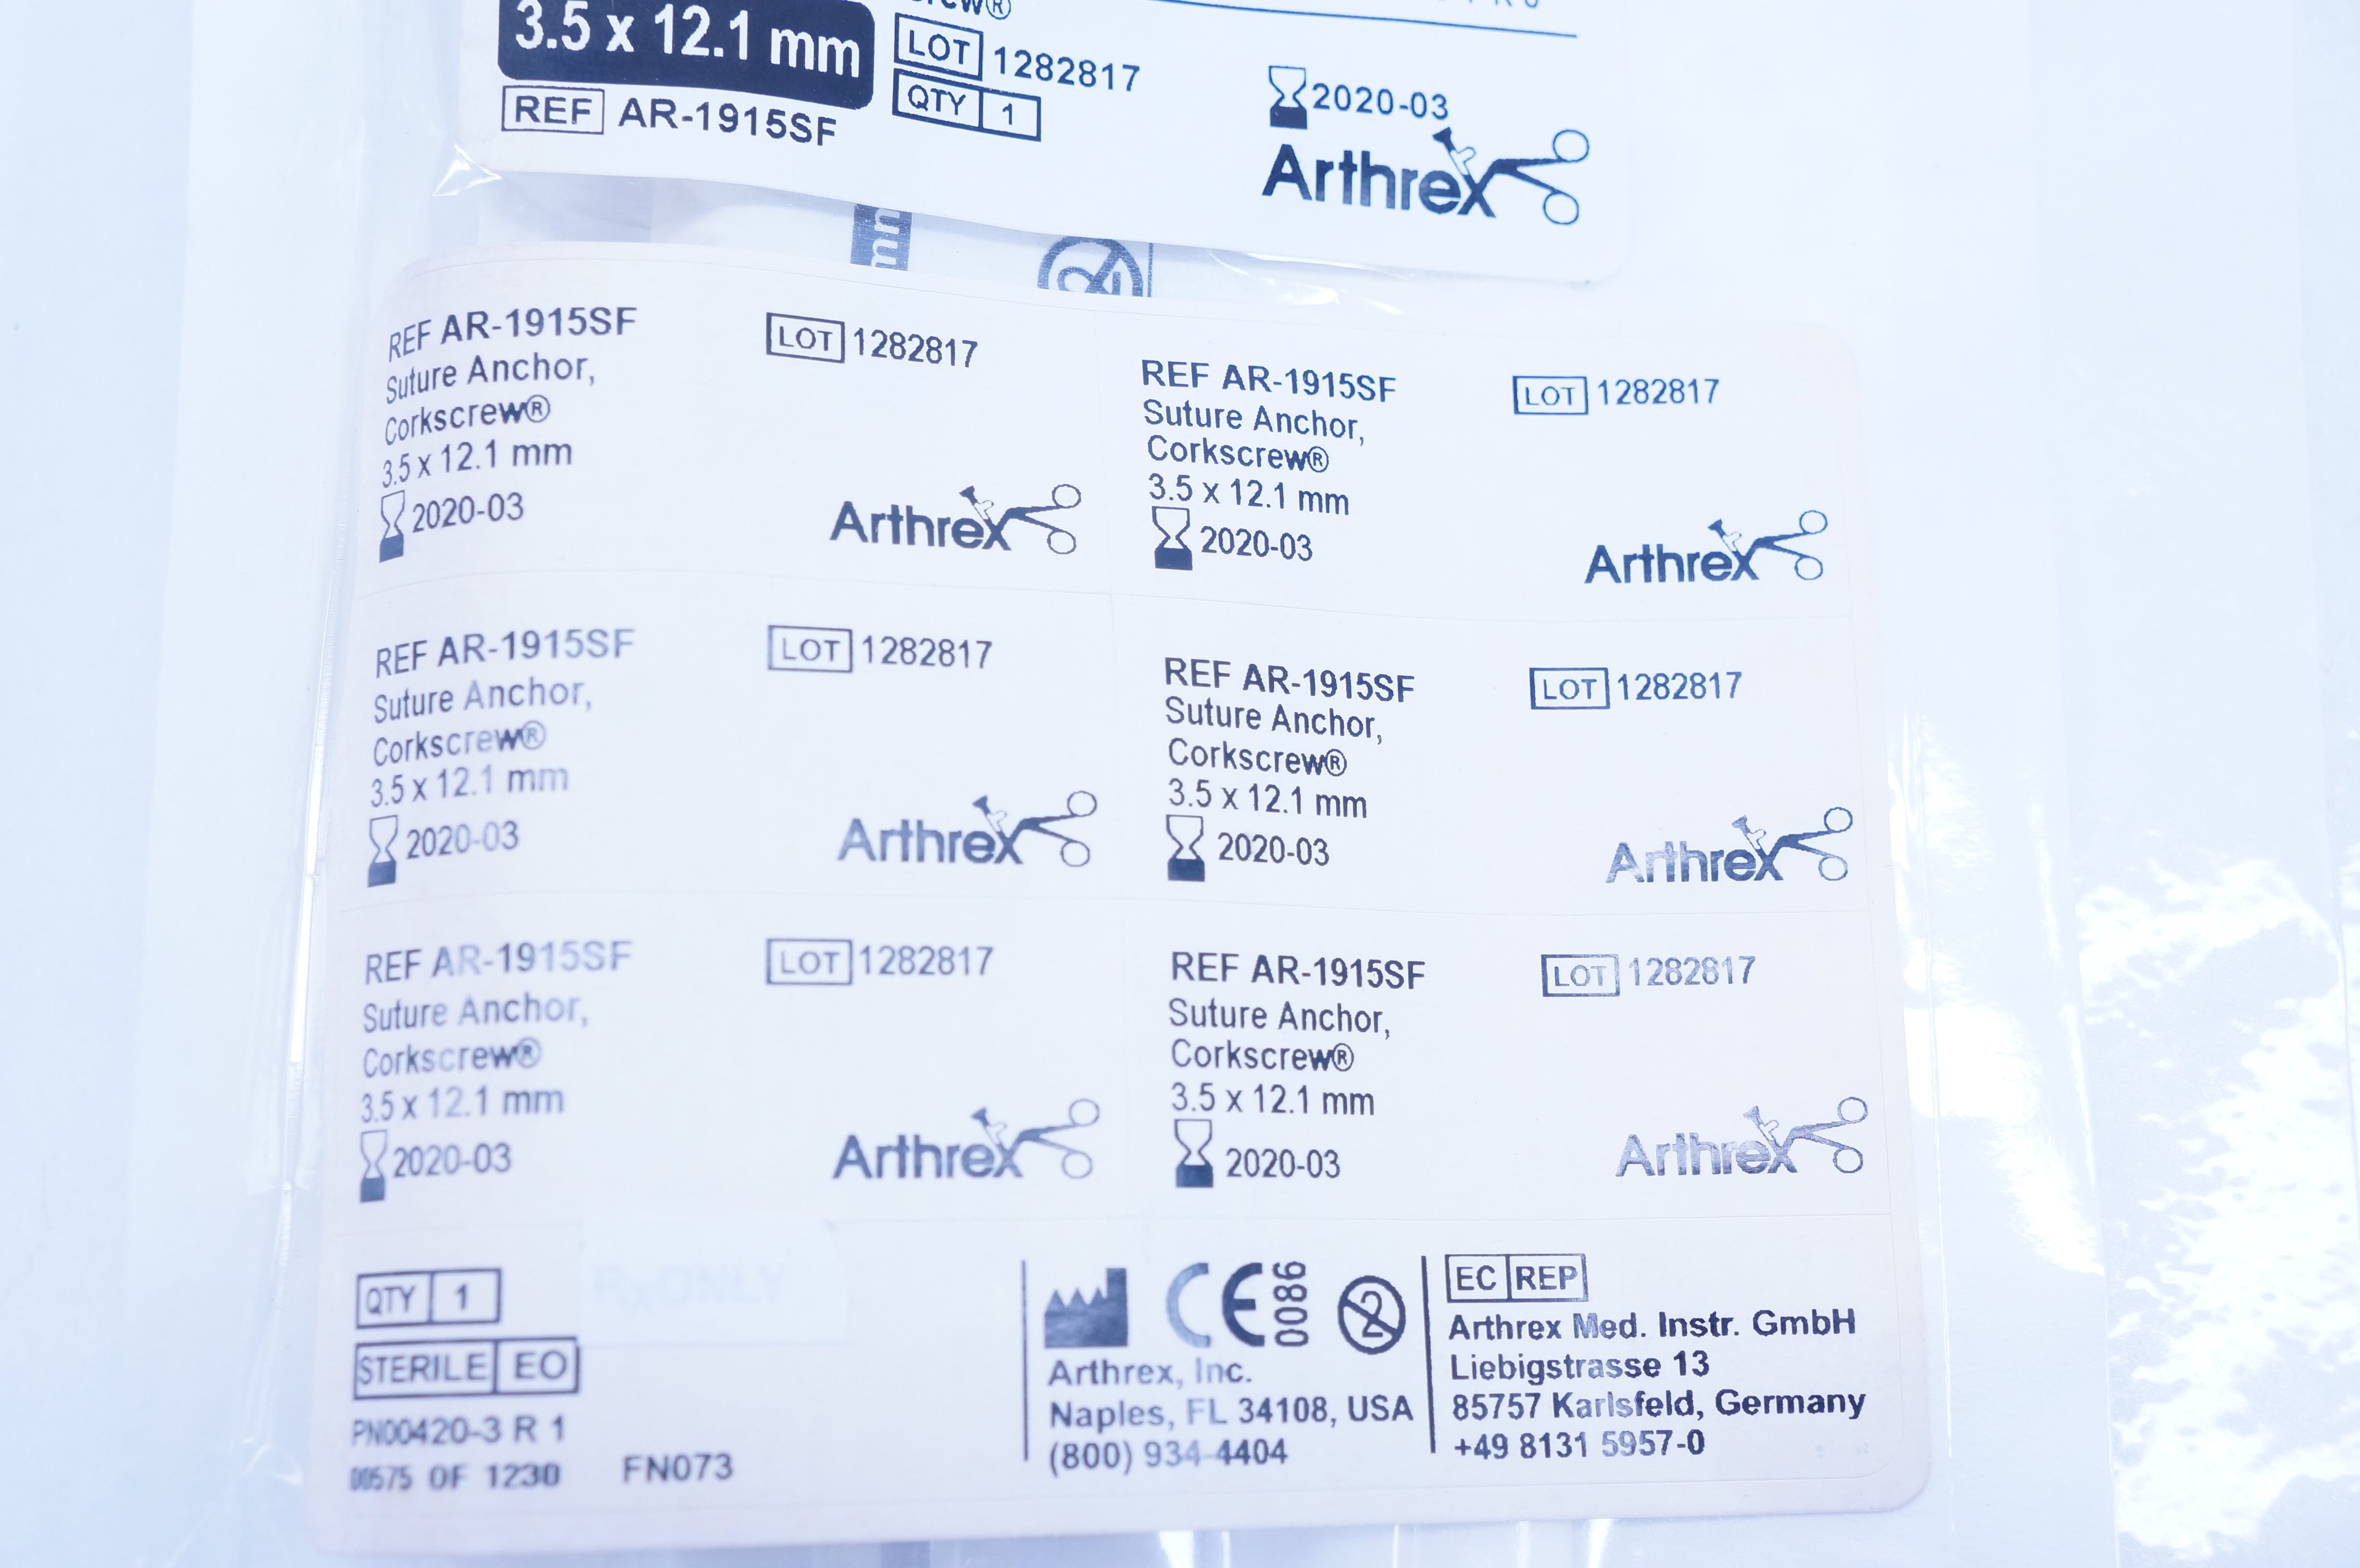 3.5 x 12.1 mm
LOT 1282817
QTY 1
REF AR-1915SF
2020-03
Arthrex
REF AR-1915SF
Suture Anchor,
Corkscrew®
3.5 x 12.1 mm
2020-03
LOT 1282817
Arthrex
REF AR-1915SF
Suture Anchor,
Corkscrew®
3.5 x 12.1 mm
2020-03
LOT 1282817
Arthrex
REF AR-1915SF
Suture Anchor,
Corkscrew®
3.5 x 12.1 mm
2020-03
LOT 1282817
Arthrex
REF AR-1915SF
Suture Anchor,
Corkscrew®
3.5 x 12.1 mm
2020-03
LOT 1282817
Arthrex
REF AR-1915SF
Suture Anchor,
Corkscrew®
3.5 x 12.1 mm
2020-03
LOT 1282817
Arthrex
REF AR-1915SF
Suture Anchor,
Corkscrew®
3.5 x 12.1 mm
2020-03
LOT 1282817
Arthrex
QTY 1
RxONLY
STERILE EO
PN00420-3 R 1
00575 OF 1230
FN073
CE 0086
2
Arthrex, Inc.
Naples, FL 34108, USA
(800) 934-4404
EC REP
Arthrex Med. Instr. GmbH
Liebigstrasse 13
85757 Karlsfeld, Germany
+49 8131 5957-0